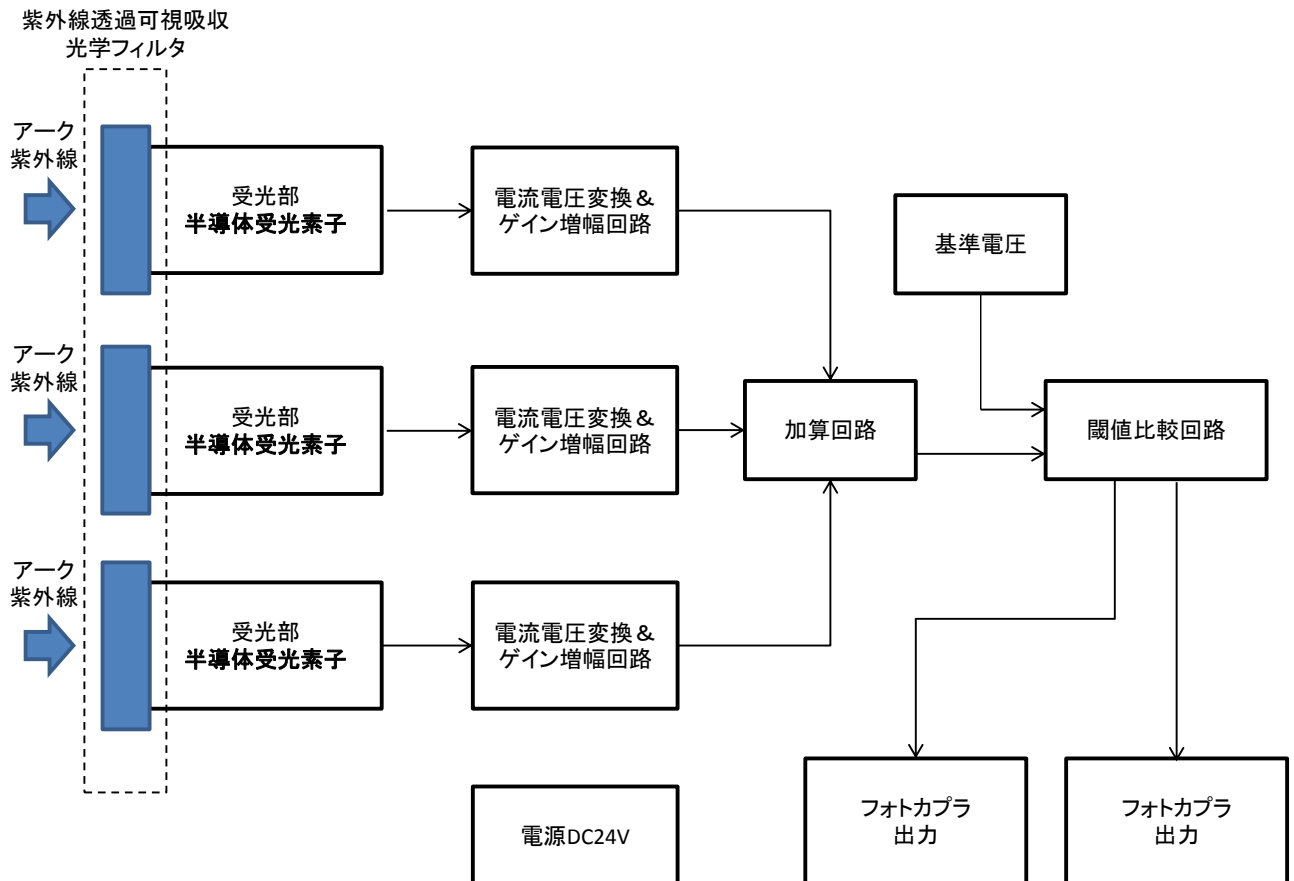 紫外線透過可視吸収
光学フィルタ
アーク
紫外線
受光部
半導体受光素子
電流電圧変換＆
ゲイン増幅回路
基準電圧
アーク
紫外線
受光部
半導体受光素子
電流電圧変換＆
ゲイン増幅回路
加算回路
閾値比較回路
アーク
紫外線
受光部
半導体受光素子
電流電圧変換＆
ゲイン増幅回路
電源DC24V
フォトカプラ
出力
フォトカプラ
出力